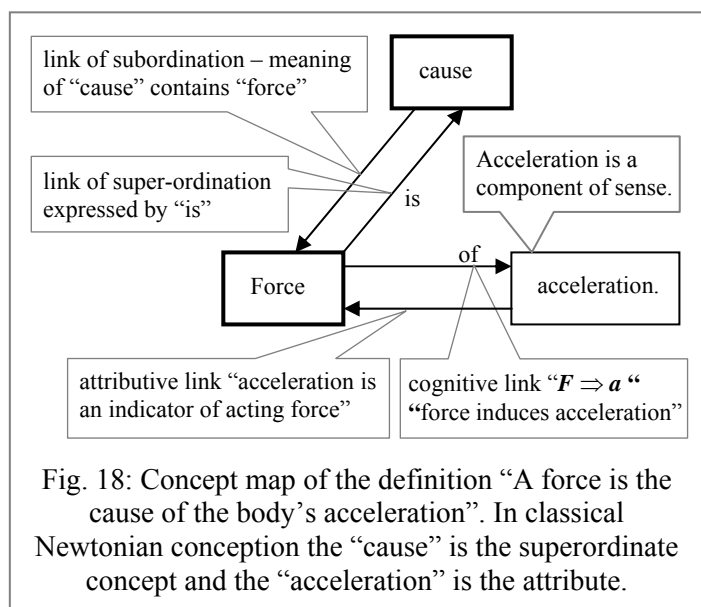 link of subordination – meaning
of “cause” contains “force”
cause
link of super-ordination
expressed by “is”
is
Acceleration is a
component of sense.
Force
of
acceleration.
attributive link “acceleration is
an indicator of acting force”
cognitive link “F ⇒ a “
“force induces acceleration”
Fig. 18: Concept map of the definition “A force is the
cause of the body’s acceleration”. In classical
Newtonian conception the “cause” is the superordinate
concept and the “acceleration” is the attribute.